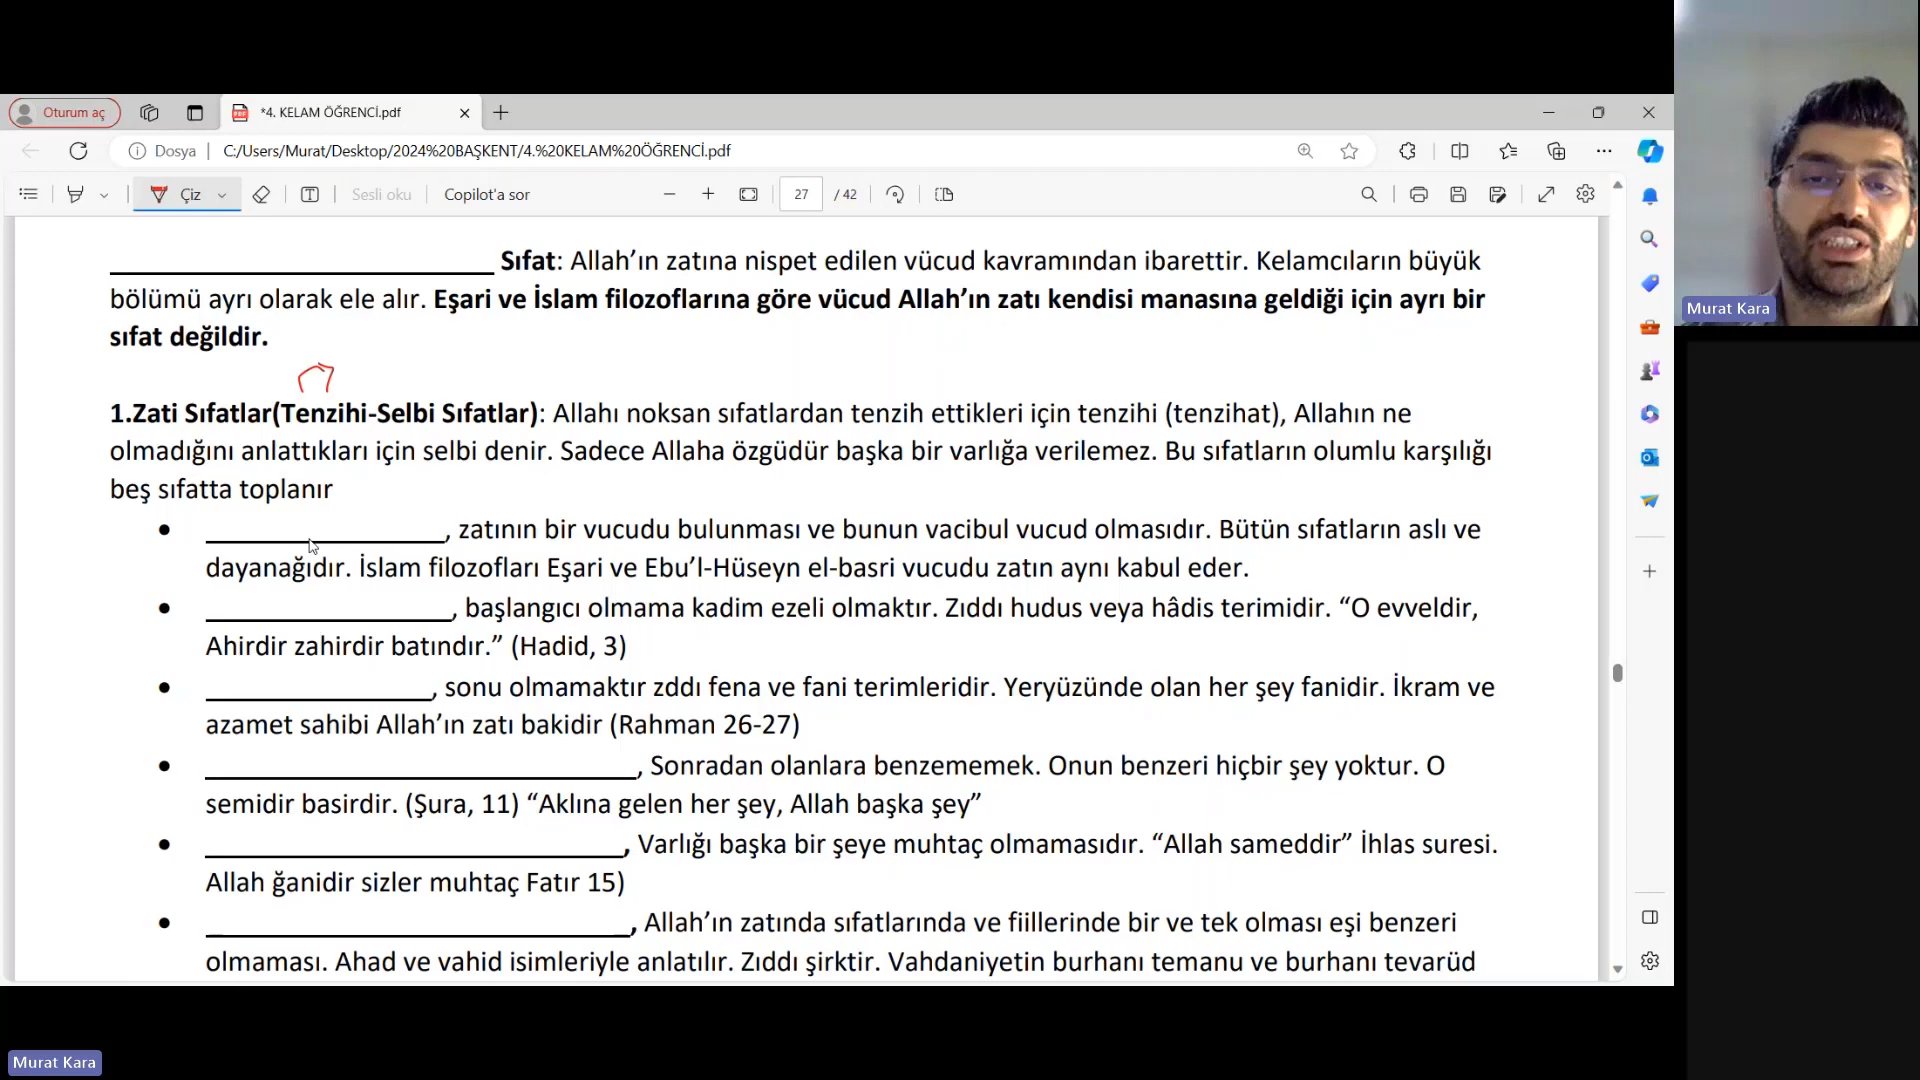 Oturum aç
*4. KELAM ÖĞRENCİ.pdf
Dosya
C:/Users/Murat/Desktop/2024%20BAŞKENT/4.%20KELAM%20ÖĞRENCİ.pdf
Çiz
Sesli oku
Copilot'a sor
27 / 42
Sıfat: Allah’ın zatına nispet edilen vücud kavramından ibarettir. Kelamcıların büyük
bölümü ayrı olarak ele alır. Eşari ve İslam filozoflarına göre vücud Allah’ın zatı kendisi manasına geldiği için ayrı bir
sıfat değildir.
1.Zati Sıfatlar(Tenzihi-Selbi Sıfatlar): Allahı noksan sıfatlardan tenzih ettikleri için tenzihi (tenzihat), Allahın ne
olmadığını anlattıkları için selbi denir. Sadece Allaha özgüdür başka bir varlığa verilemez. Bu sıfatların olumlu karşılığı
beş sıfatta toplanır
, zatının bir vucudu bulunması ve bunun vacibul vucud olmasıdır. Bütün sıfatların aslı ve
dayanağıdır. İslam filozofları Eşari ve Ebu’l-Hüseyn el-basri vucudu zatın aynı kabul eder.
, başlangıcı olmama kadim ezeli olmaktır. Zıddı hudus veya hâdis terimidir. “O evveldir,
Ahirdir zahirdir batındır.” (Hadid, 3)
, sonu olmamaktır zddı fena ve fani terimleridir. Yeryüzünde olan her şey fanidir. İkram ve
azamet sahibi Allah’ın zatı bakidir (Rahman 26-27)
, Sonradan olanlara benzememek. Onun benzeri hiçbir şey yoktur. O
semidir basirdir. (Şura, 11) “Aklına gelen her şey, Allah başka şey”
, Varlığı başka bir şeye muhtaç olmamasıdır. “Allah sameddir” İhlas suresi.
Allah ğanidir sizler muhtaç Fatır 15)
, Allah’ın zatında sıfatlarında ve fiillerinde bir ve tek olması eşi benzeri
olmaması. Ahad ve vahid isimleriyle anlatılır. Zıddı şirktir. Vahdaniyetin burhanı temanu ve burhanı tevarüd
Murat Kara
Murat Kara